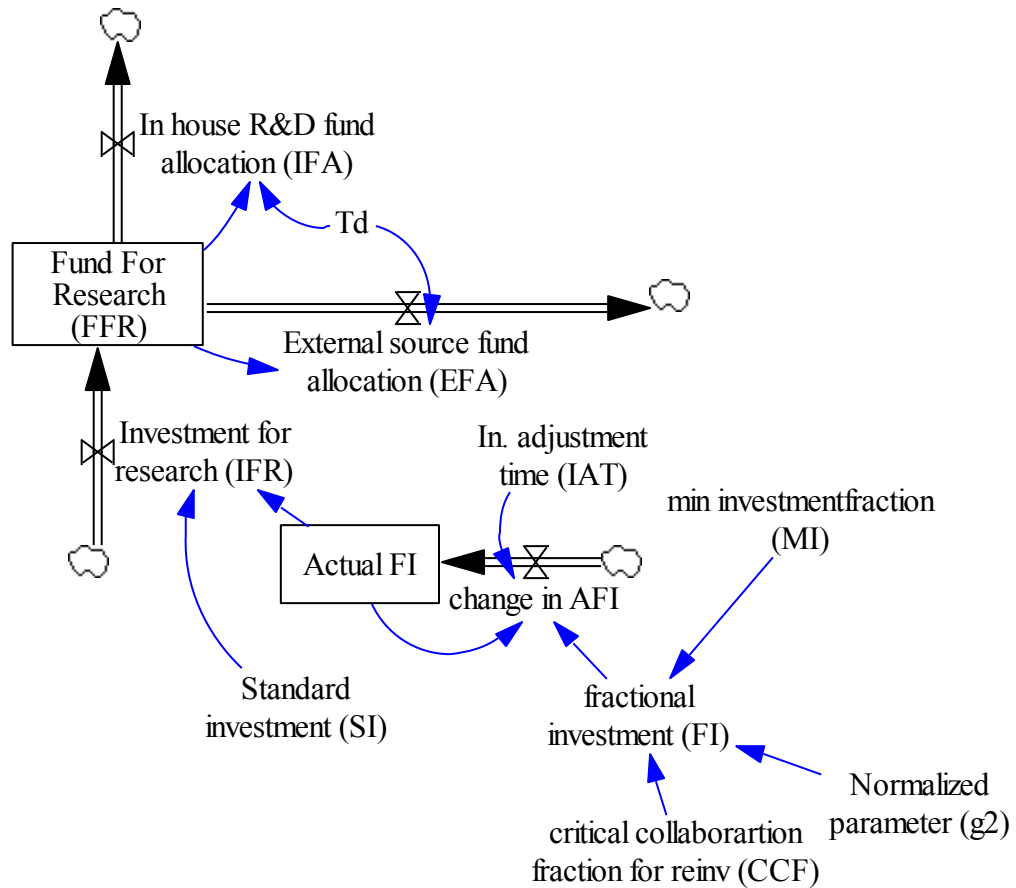 In house R&D fund
allocation (IFA)
Td
Fund For
Research
(FFR)
External source fund
allocation (EFA)
Investment for
research (IFR)
In. adjustment
time (IAT)
min investmentfraction
(MI)
Actual FI
change in AFI
Standard
investment (SI)
fractional
investment (FI)
Normalized
parameter (g2)
critical collaborartion
fraction for reinv (CCF)